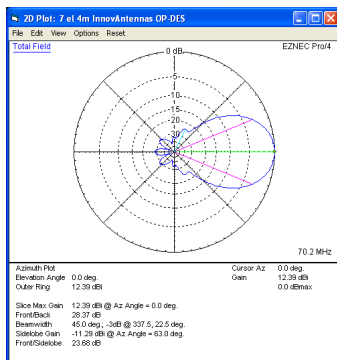 2D Plot: 7 el 4m InnovAntennas OP-DES
File Edit View Options Reset
Total Field
EZNEC Pro/4
0 dB
-5
-10
-15
-20
-30
70.2 MHz
Azimuth Plot
Elevation Angle 0.0 deg.
Outer Ring 12.39 dBi
Cursor Az 0.0 deg.
Gain 12.39 dBi
0.0 dBmax
Slice Max Gain 12.39 dBi @ Az Angle = 0.0 deg.
Front/Back 28.37 dB
Beamwidth 45.0 deg.; -3dB @ 337.5, 22.5 deg.
Sidelobe Gain -11.29 dBi @ Az Angle = 63.0 deg.
Front/Sidelobe 23.68 dB